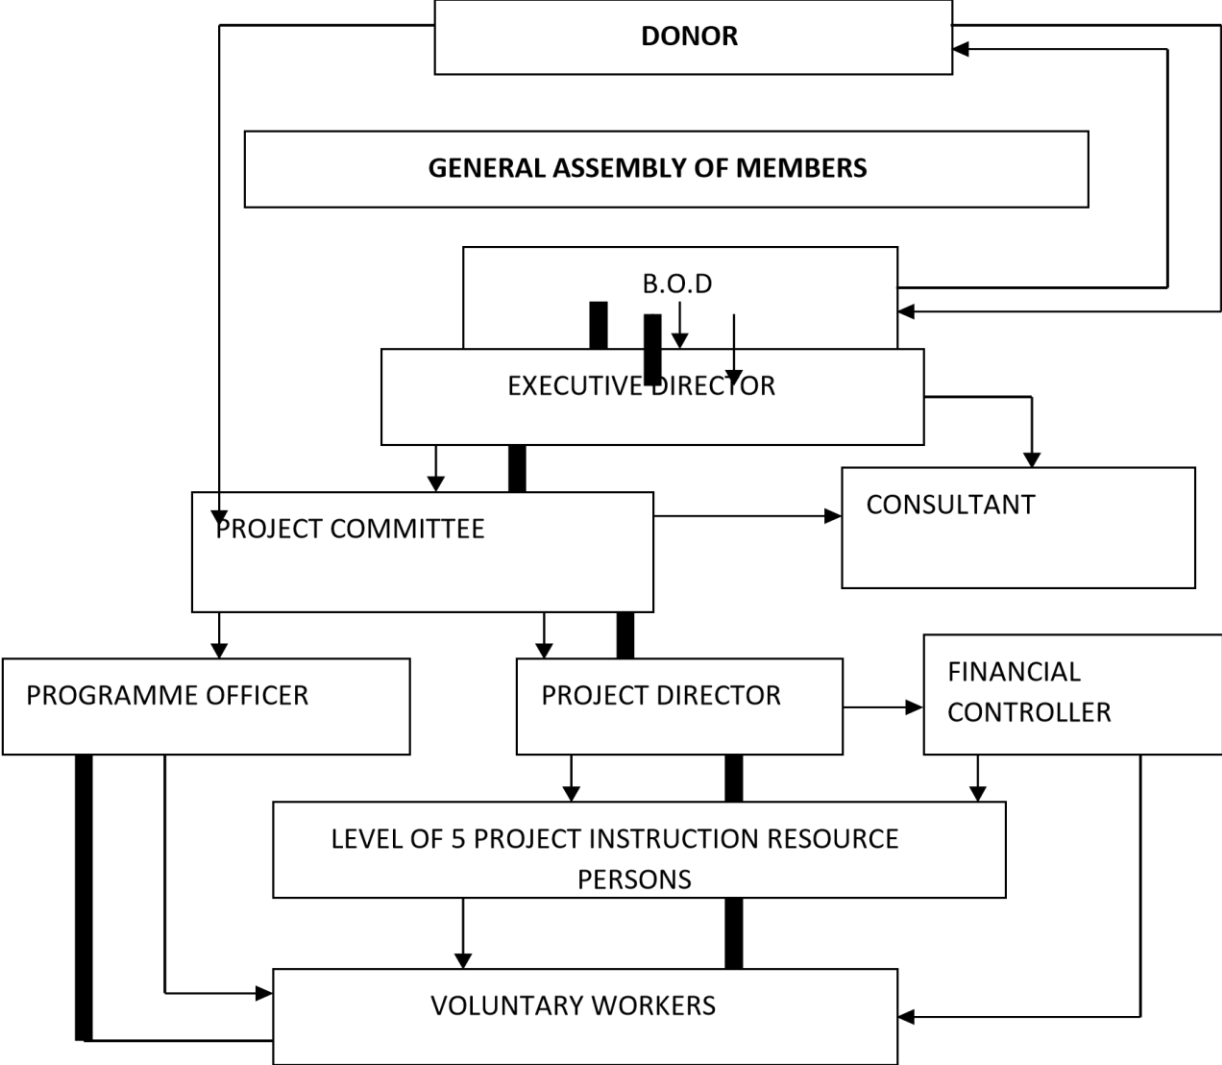 DONOR
GENERAL ASSEMBLY OF MEMBERS
B.O.D
EXECUTIVE DIRECTOR
CONSULTANT
PROJECT COMMITTEE
PROGRAMME OFFICER
PROJECT DIRECTOR
FINANCIAL
CONTROLLER
LEVEL OF 5 PROJECT INSTRUCTION RESOURCE
PERSONS
VOLUNTARY WORKERS